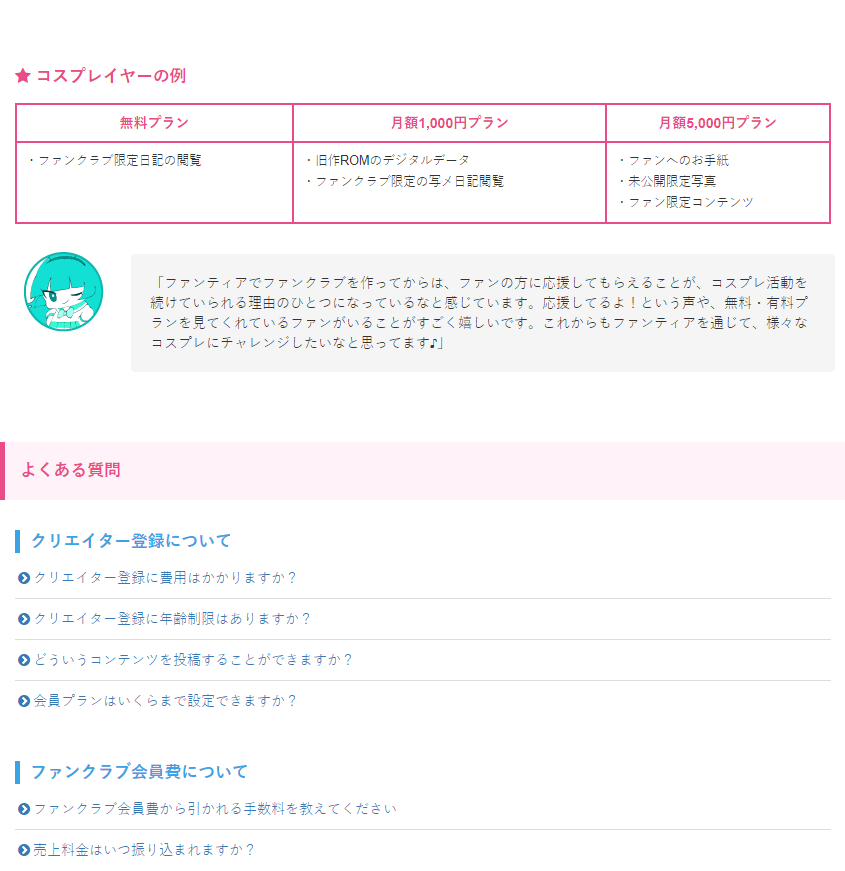 ★ コスプレイヤーの例
無料プラン
月額1,000円プラン
月額5,000円プラン
・ファンクラブ限定日記の閲覧
・旧作ROMのデジタルデータ
・ファンクラブ限定の写メ日記閲覧
・ファンへのお手紙
・未公開限定写真
・ファン限定コンテンツ
「ファンティアでファンクラブを作ってからは、ファンの方に応援してもらえることが、コスプレ活動を
続けていられる理由のひとつになっているなと感じています。応援してるよ！という声や、無料・有料プ
ランを見てくれているファンがいることがすごく嬉しいです。これからもファンティアを通じて、様々な
コスプレにチャレンジしたいなと思ってます♪」
よくある質問
クリエイター登録について
クリエイター登録に費用はかかりますか？
クリエイター登録に年齢制限はありますか？
どういうコンテンツを投稿することができますか？
会員プランはいくらまで設定できますか？
ファンクラブ会員費について
ファンクラブ会員費から引かれる手数料を教えてください
売上料金はいつ振り込まれますか？